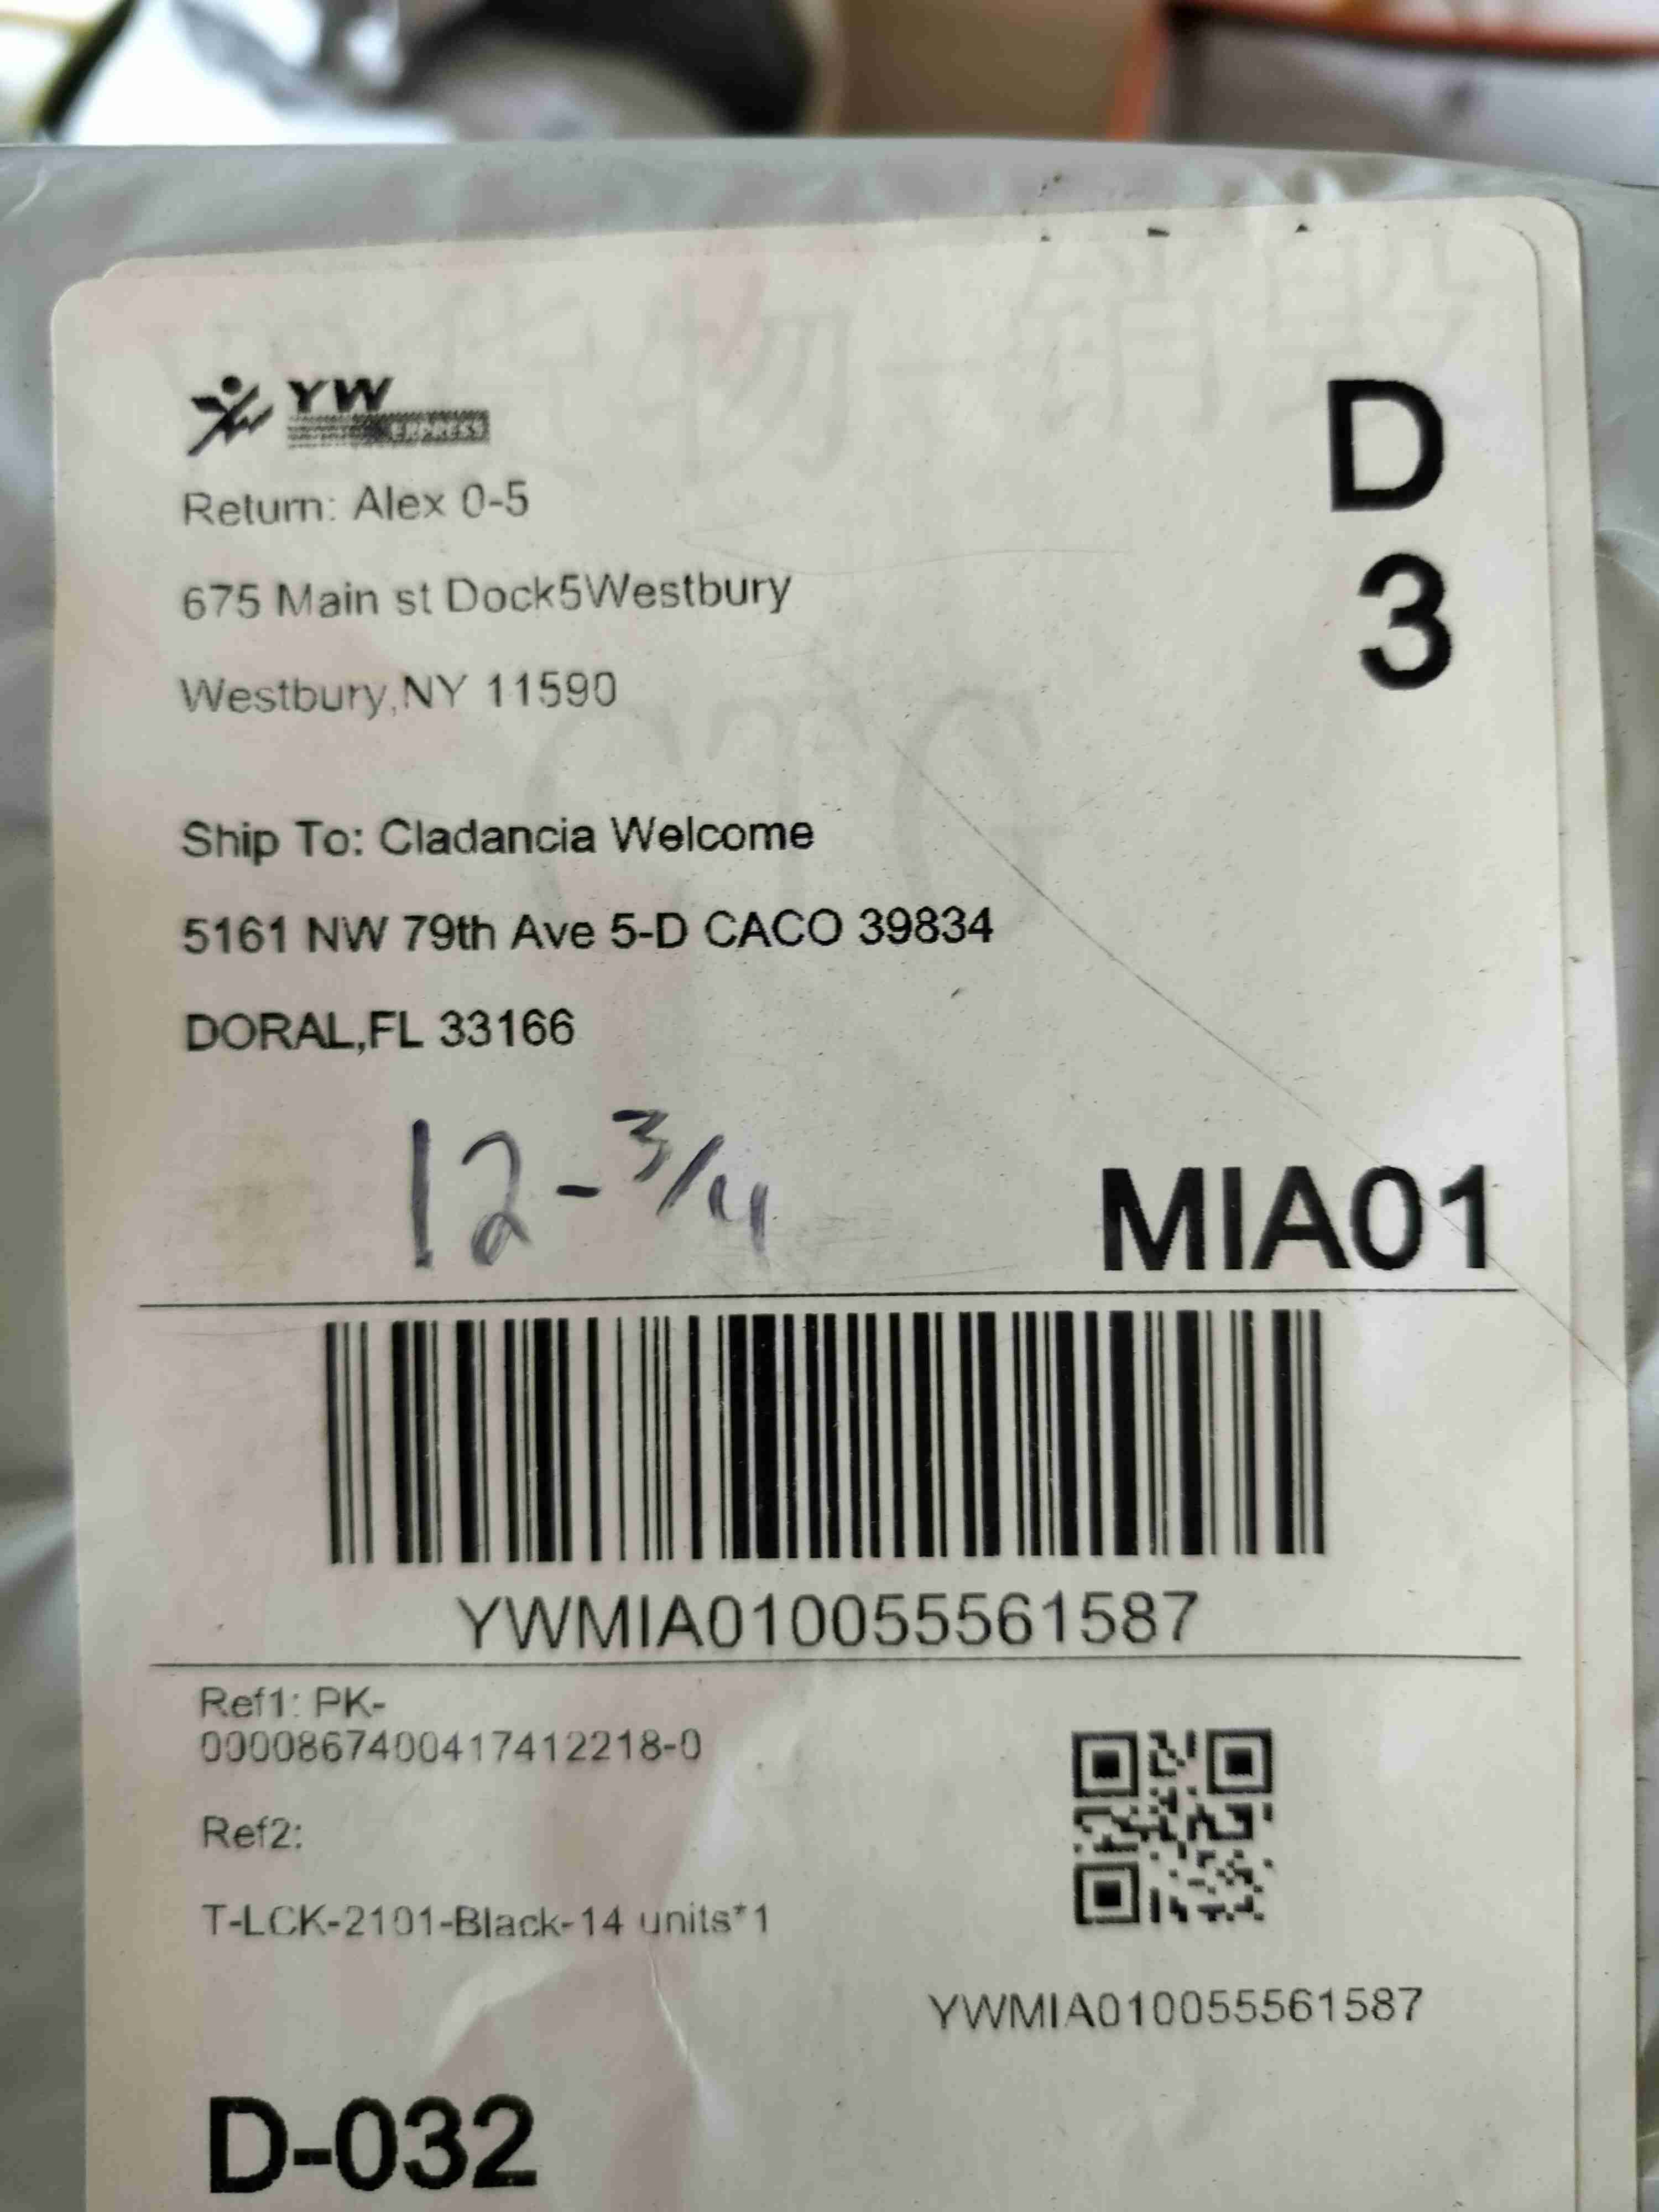 YW
EXPRESS
D
3
Return: Alex 0-5
675 Main st Dock5Westbury
Westbury,NY 11590
Ship To: Cladancia Welcome
5161 NW 79th Ave 5-D CACO 39834
DORAL,FL 33166
12-3/4
MIA01
YWMIA010055561587
Ref1: PK-
0000867400417412218-0
Ref2:
T-LCK-2101-Black-14 units*1
YWMIA010055561587
D-032